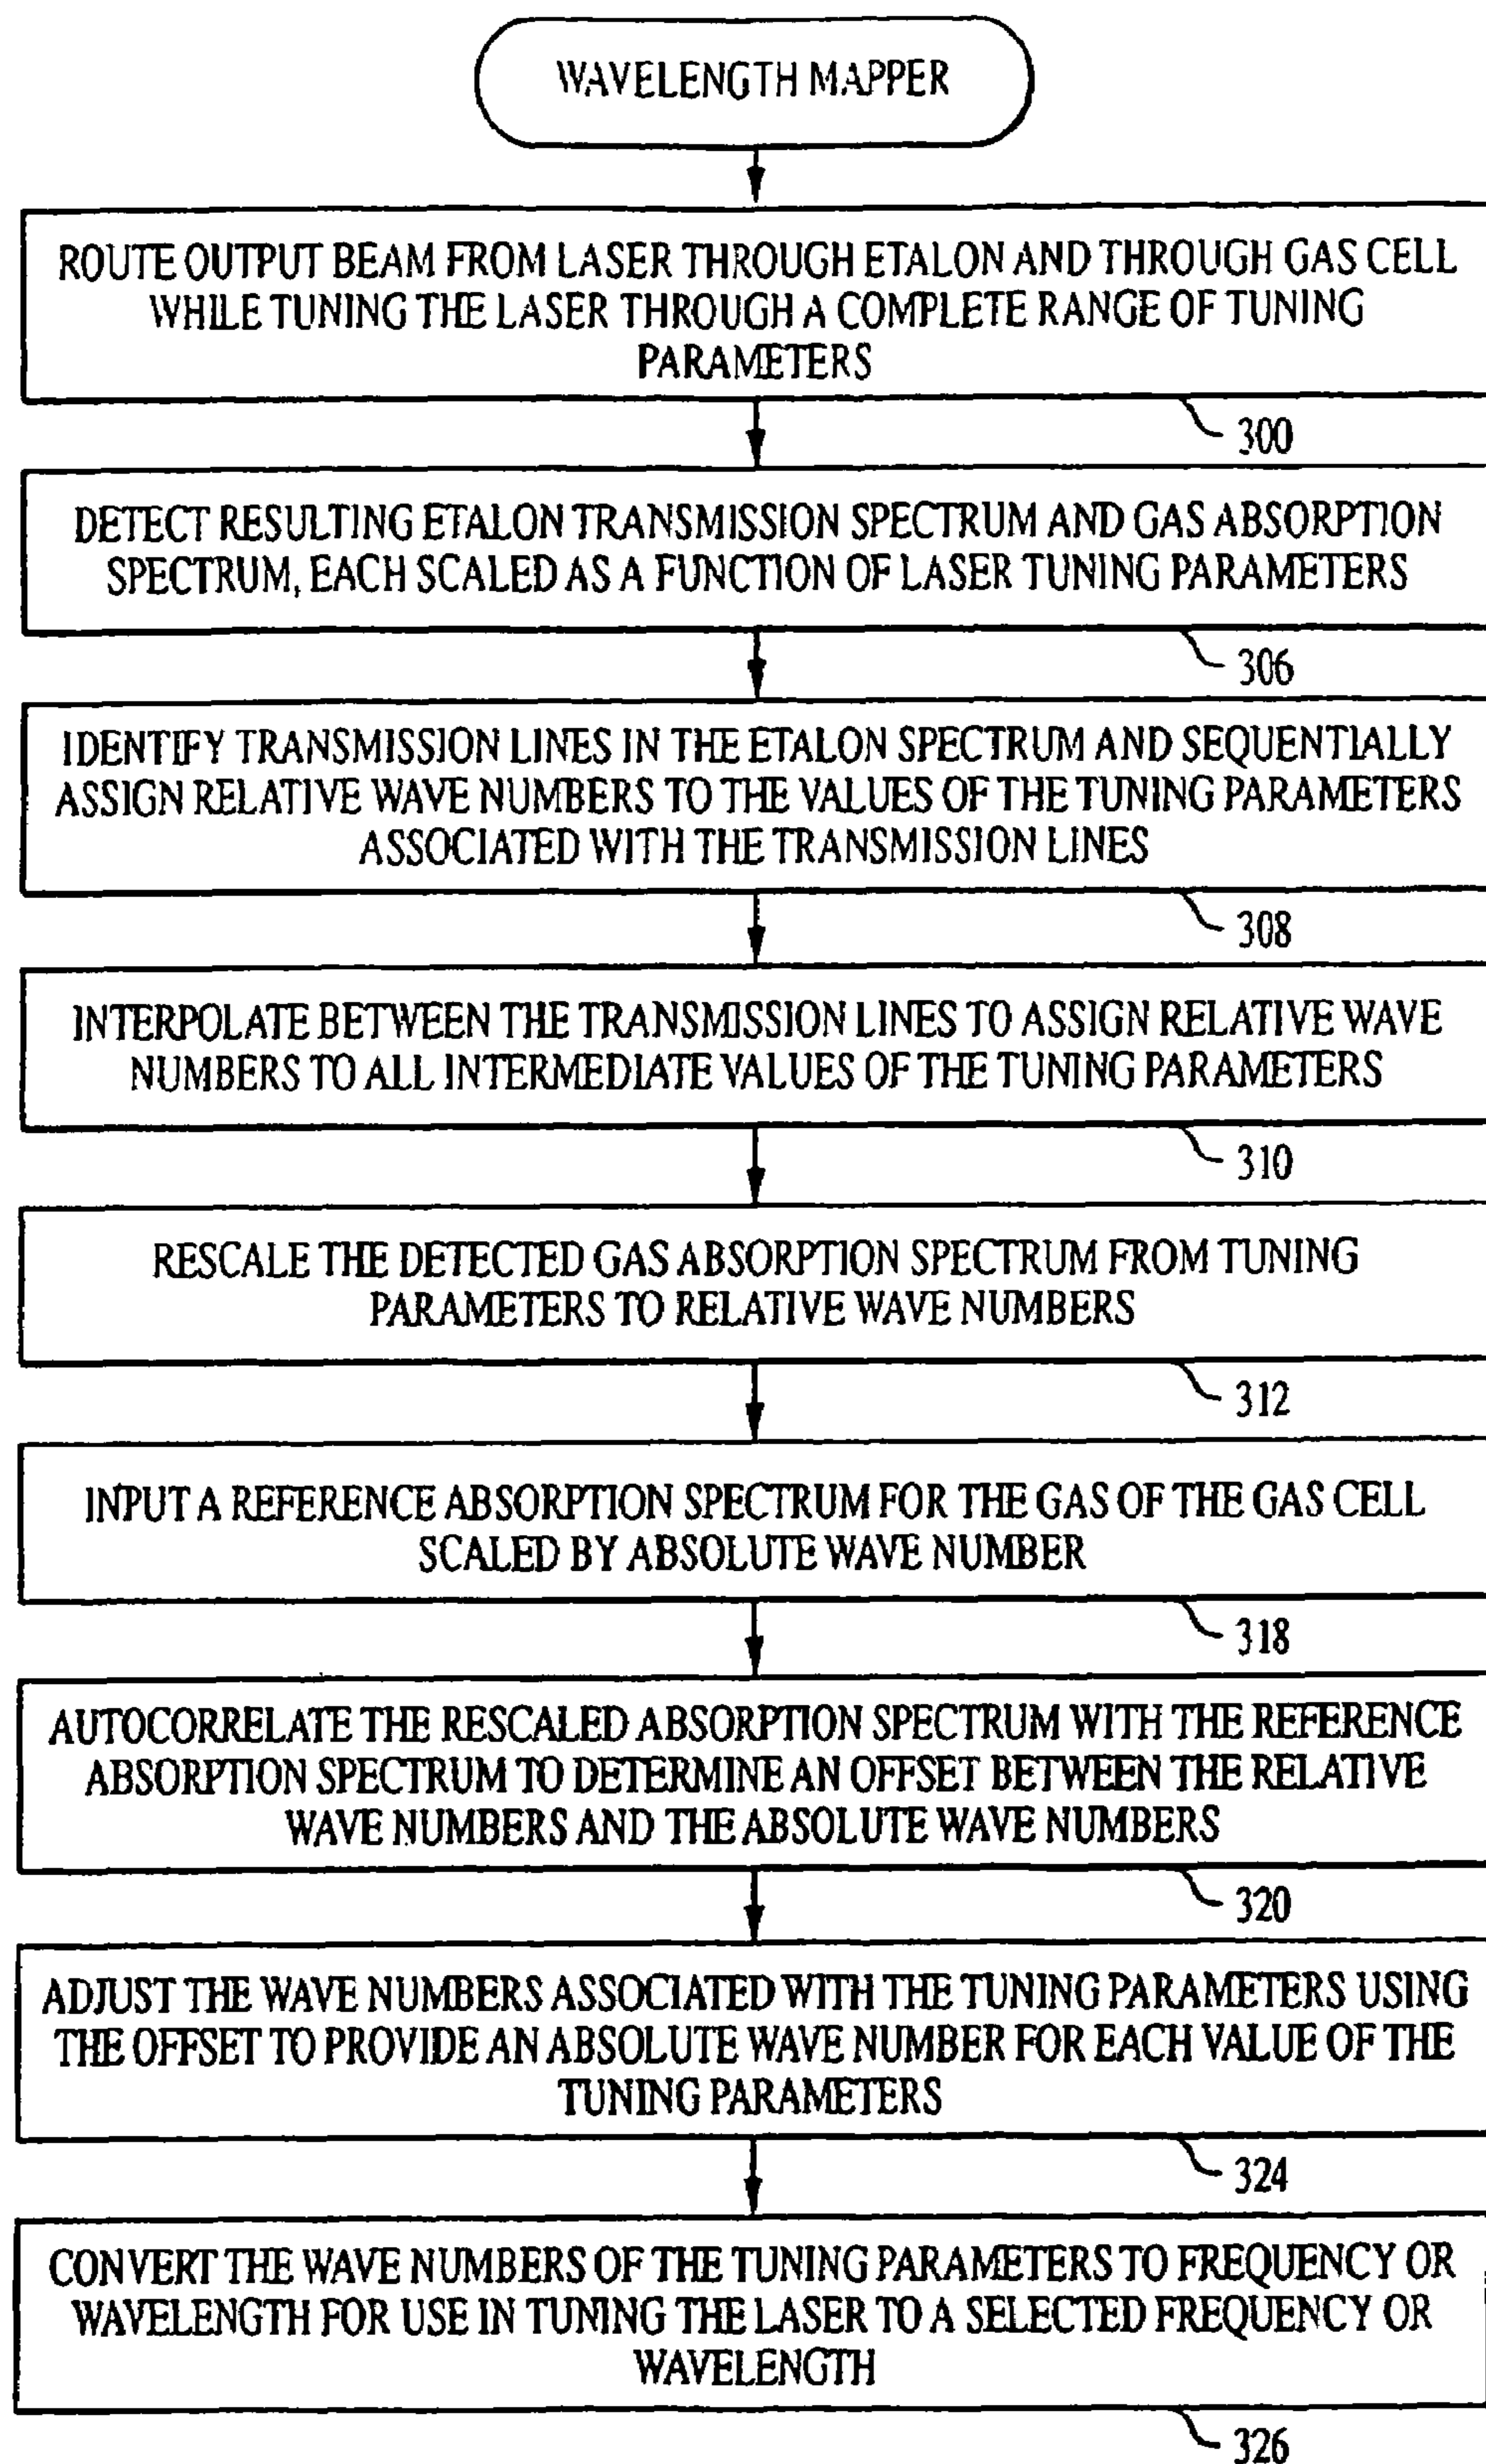 WAVELENGTH MAPPER
ROUTE OUTPUT BEAM FROM LASER THROUGH ETALON AND THROUGH GAS CELL
WHILE TUNING THE LASER THROUGH A COMPLETE RANGE OF TUNING
PARAMETERS
300
DETECT RESULTING ETALON TRANSMISSION SPECTRUM AND GAS ABSORPTION
SPECTRUM, EACH SCALED AS A FUNCTION OF LASER TUNING PARAMETERS
306
IDENTIFY TRANSMISSION LINES IN THE ETALON SPECTRUM AND SEQUENTIALLY
ASSIGN RELATIVE WAVE NUMBERS TO THE VALUES OF THE TUNING PARAMETERS
ASSOCIATED WITH THE TRANSMISSION LINES
308
INTERPOLATE BETWEEN THE TRANSMISSION LINES TO ASSIGN RELATIVE WAVE
NUMBERS TO ALL INTERMEDIATE VALUES OF THE TUNING PARAMETERS
310
RESCALE THE DETECTED GAS ABSORPTION SPECTRUM FROM TUNING
PARAMETERS TO RELATIVE WAVE NUMBERS
312
INPUT A REFERENCE ABSORPTION SPECTRUM FOR THE GAS OF THE GAS CELL
SCALED BY ABSOLUTE WAVE NUMBER
318
AUTOCORRELATE THE RESCALED ABSORPTION SPECTRUM WITH THE REFERENCE
ABSORPTION SPECTRUM TO DETERMINE AN OFFSET BETWEEN THE RELATIVE
WAVE NUMBERS AND THE ABSOLUTE WAVE NUMBERS
320
ADJUST THE WAVE NUMBERS ASSOCIATED WITH THE TUNING PARAMETERS USING
THE OFFSET TO PROVIDE AN ABSOLUTE WAVE NUMBER FOR EACH VALUE OF THE
TUNING PARAMETERS
324
CONVERT THE WAVE NUMBERS OF THE TUNING PARAMETERS TO FREQUENCY OR
WAVELENGTH FOR USE IN TUNING THE LASER TO A SELECTED FREQUENCY OR
WAVELENGTH
326